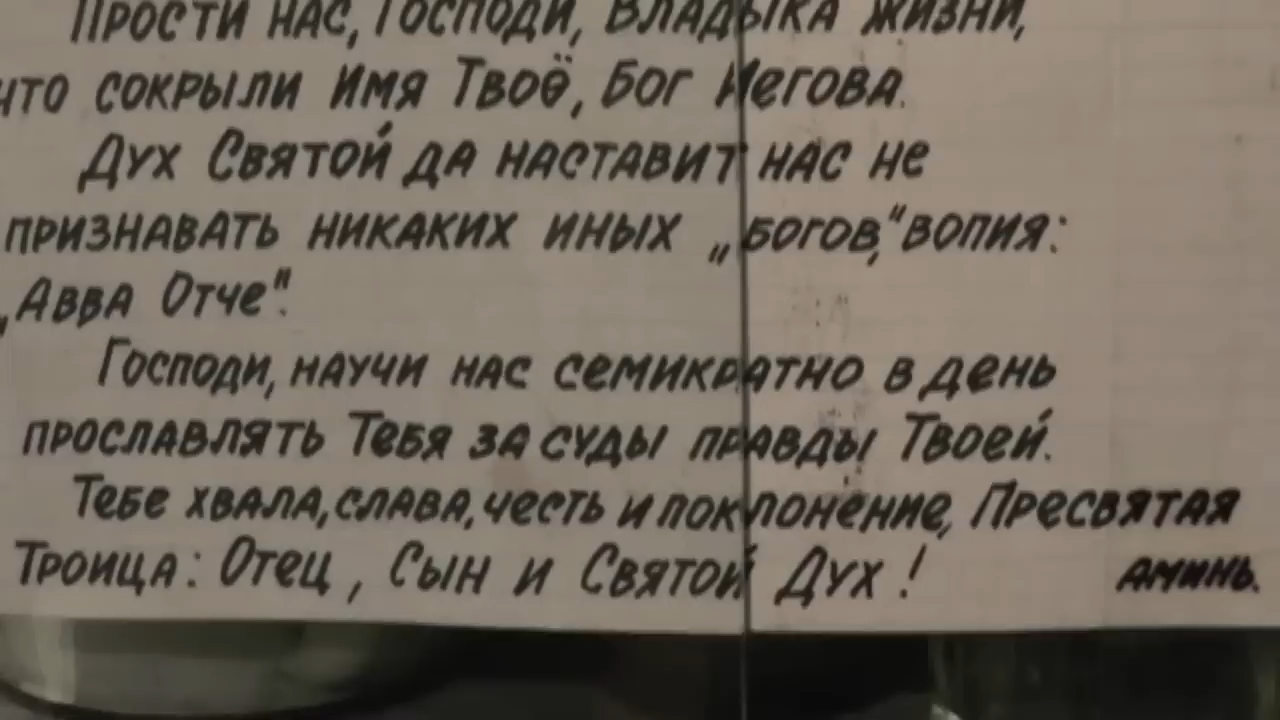 Прости нас, Господи, Владыка жизни,
что сокрыли Имя Твоё, Бог Иегова.
Дух Святой да наставит нас не
признавать никаких иных „богов,“ вопия:
„Авва Отче".
Господи, научи нас семикратно в день
прославлять Тебя за суды правды Твоей.
Тебе хвала, слава, честь и поклонение, Пресвятая
Троица: Отец, Сын и Святой Дух!
аминь.